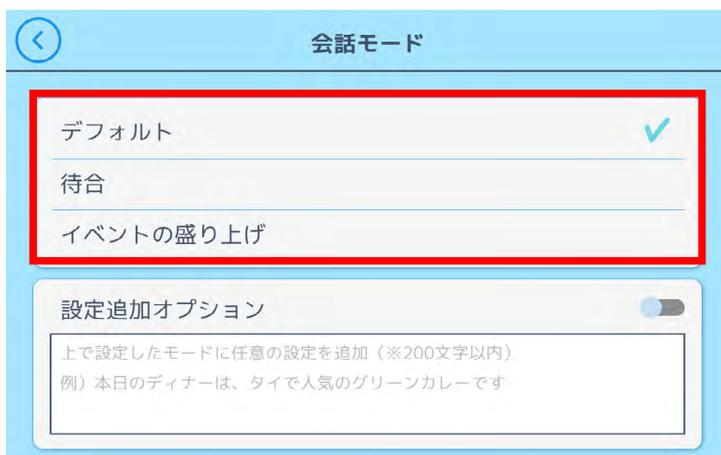 会話モード
デフォルト
待合
イベントの盛り上げ
設定追加オプション
上で設定したモードに任意の設定を追加（※200文字以内）
例）本日のディナーは、タイで人気のグリーンカレーです